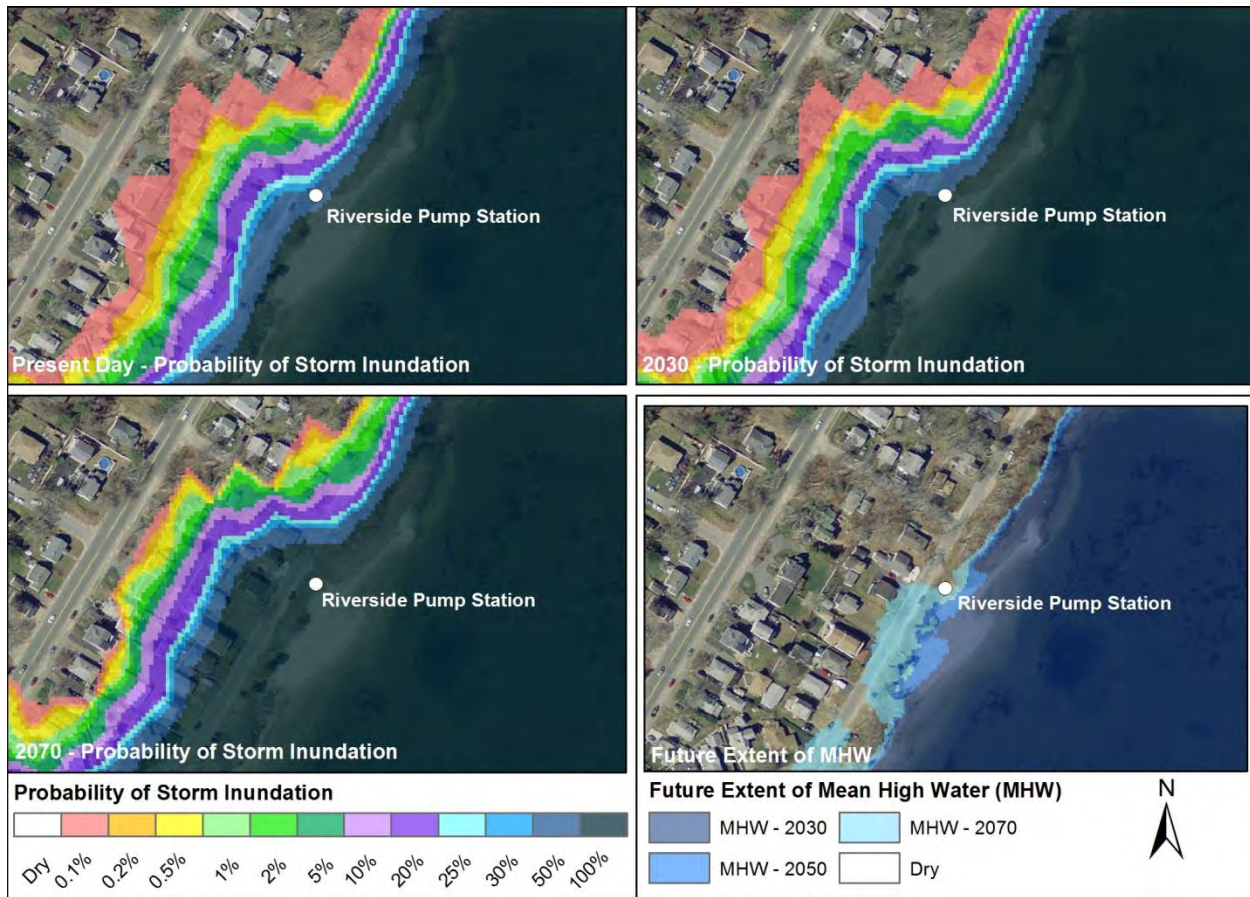 Riverside Pump Station
Present Day - Probability of Storm Inundation
Riverside Pump Station
2030 - Probability of Storm Inundation
Riverside Pump Station
2070 - Probability of Storm Inundation
Riverside Pump Station
Future Extent of MHW
Probability of Storm Inundation
Dry 0.1% 0.2% 0.5% 1% 2% 5% 10% 20% 25% 30% 50% 100%
Future Extent of Mean High Water (MHW)
MHW - 2030
MHW - 2070
MHW - 2050
Dry
N